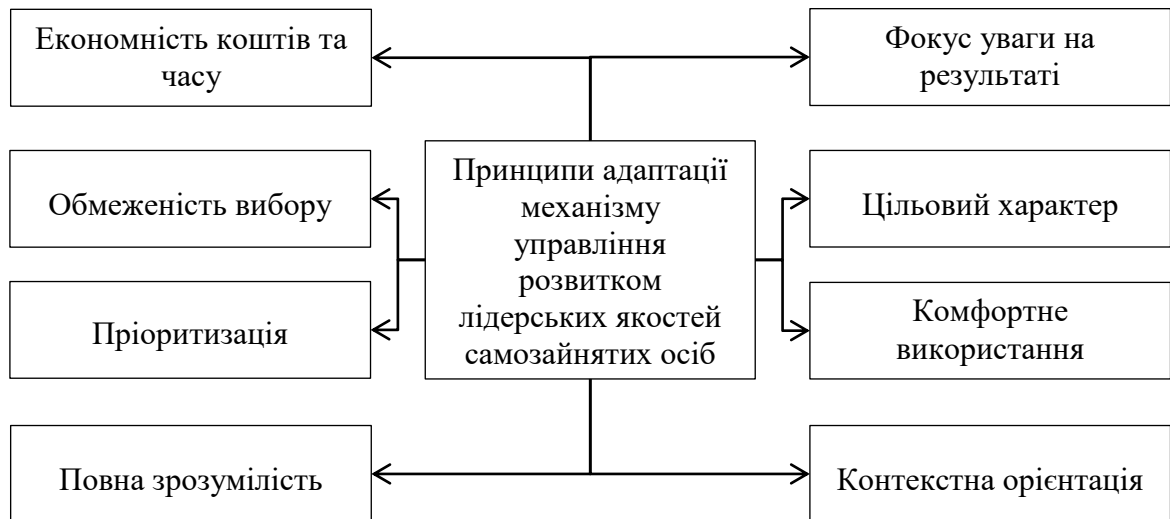 Економність коштів та
часу
Фокус уваги на
результаті
Обмеженість вибору
Пріоритизація
Принципи адаптації
механізму
управління
розвитком
лідерських якостей
самозайнятих осіб
Цільовий характер
Комфортне
використання
Повна зрозумілість
Контекстна орієнтація